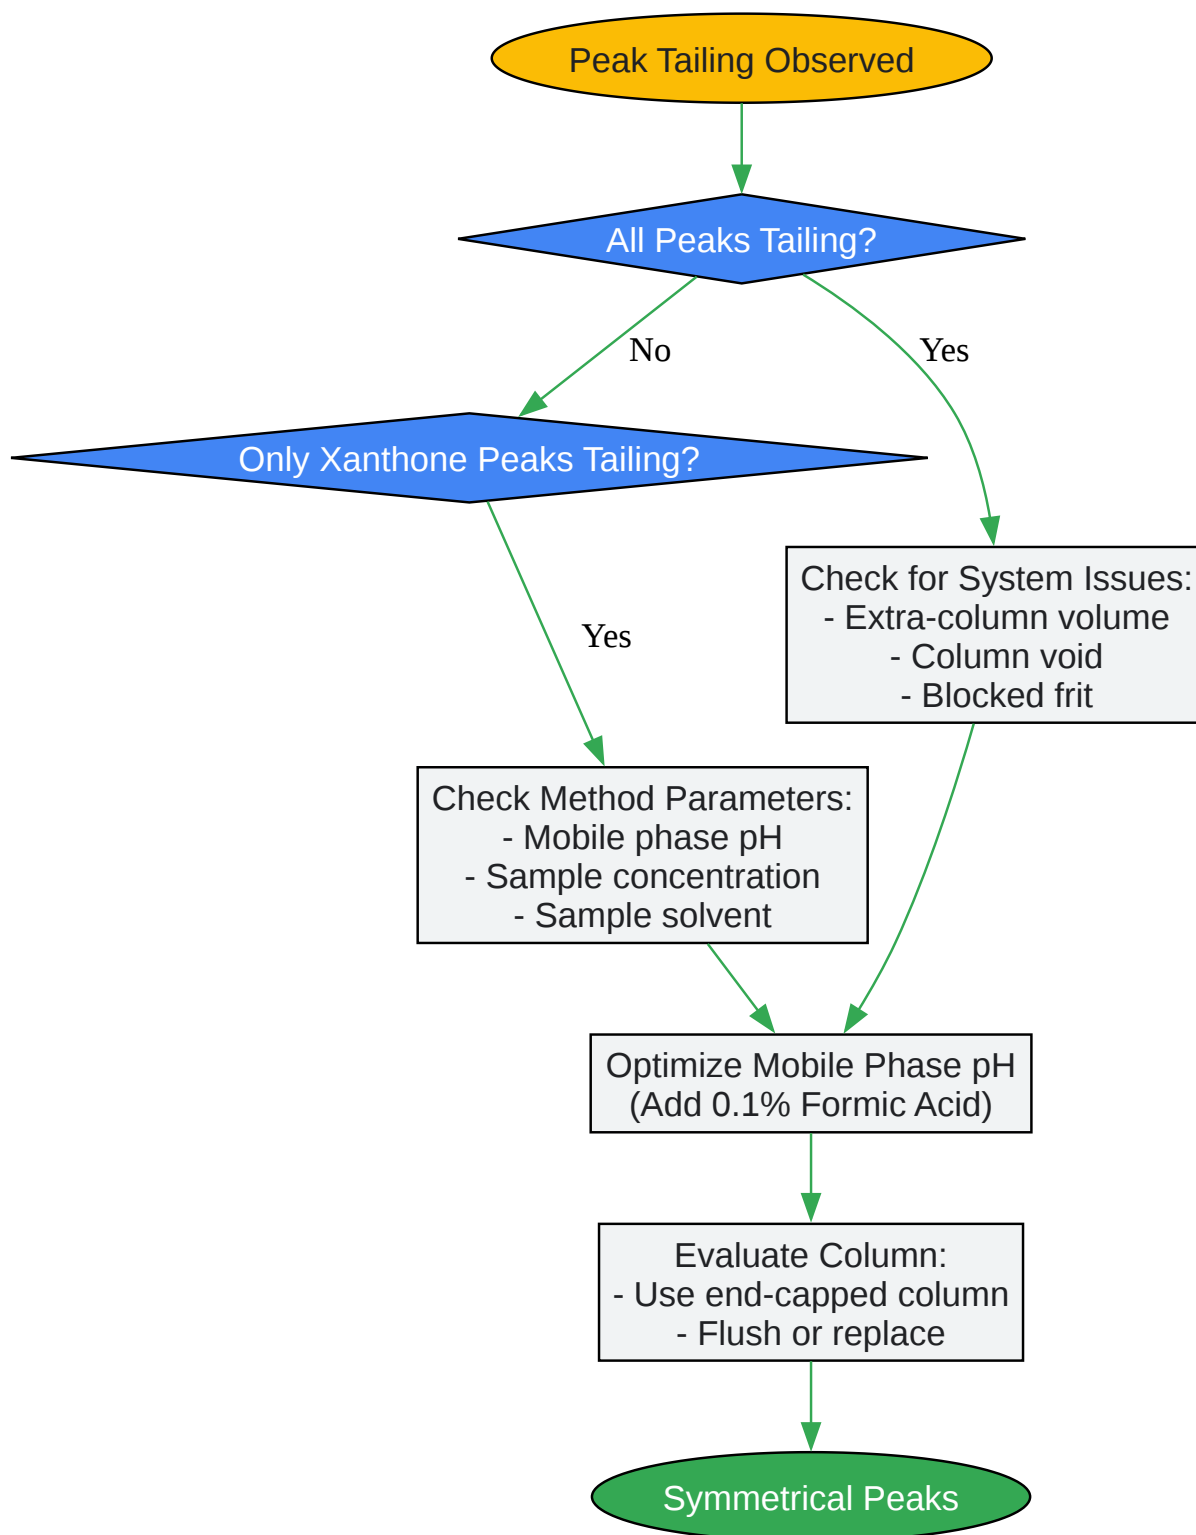 Peak Tailing Observed
All Peaks Tailing?
No
Yes
Only Xanthone Peaks Tailing?
Check for System Issues:
- Extra-column volume
- Column void
- Blocked frit
Yes
Check Method Parameters:
- Mobile phase pH
- Sample concentration
- Sample solvent
Optimize Mobile Phase pH
(Add 0.1% Formic Acid)
Evaluate Column:
- Use end-capped column
- Flush or replace
Symmetrical Peaks